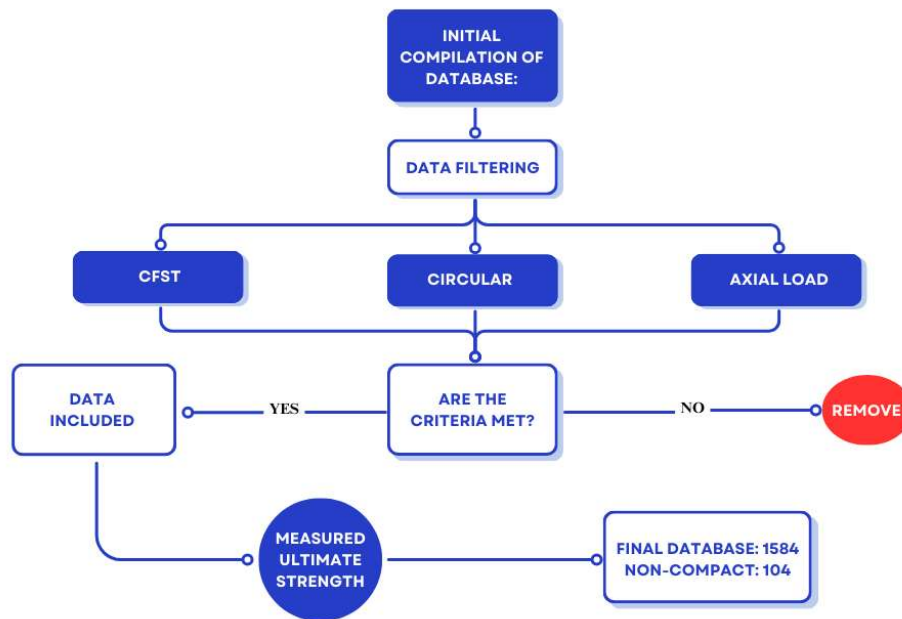 INITIAL
COMPILATION OF
DATABASE:
DATA FILTERING
CFST
CIRCULAR
AXIAL LOAD
DATA
INCLUDED
YES
ARE THE
CRITERIA MET?
NO
REMOVE
MEASURED
ULTIMATE
STRENGTH
FINAL DATABASE: 1584
NON-COMPACT: 104